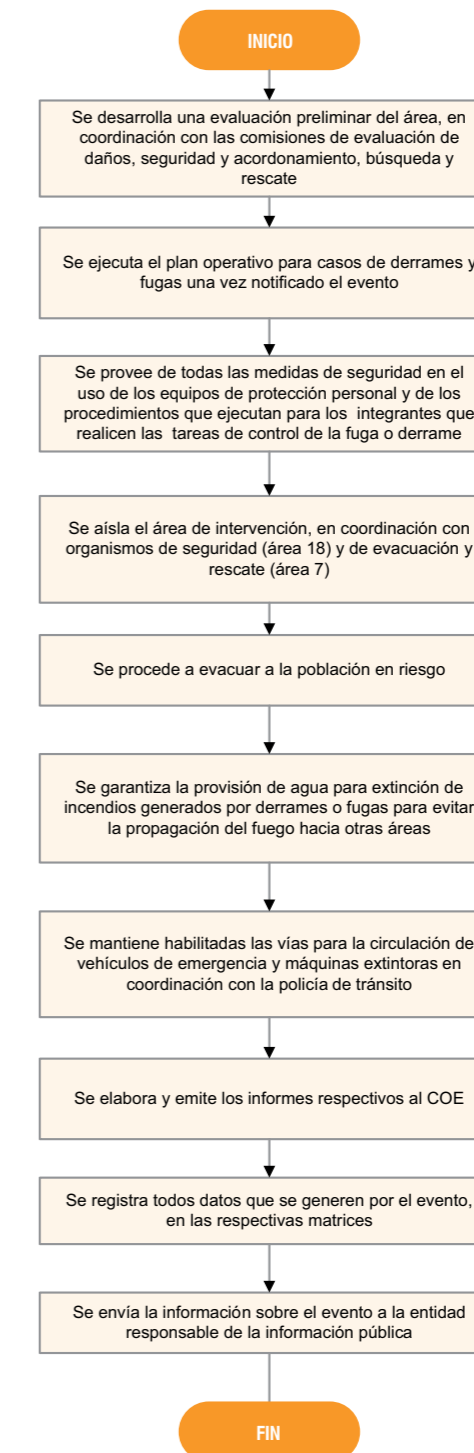 INICIO
Se desarrolla una evaluación preliminar del área, en
coordinación con las comisiones de evaluación de
daños, seguridad y acordonamiento, búsqueda y
rescate
Se ejecuta el plan operativo para casos de derrames y
fugas una vez notificado el evento
Se provee de todas las medidas de seguridad en el
uso de los equipos de protección personal y de los
procedimientos que ejecutan para los integrantes que
realicen las tareas de control de la fuga o derrame
Se aísla el área de intervención, en coordinación con
organismos de seguridad (área 18) y de evacuación y
rescate (área 7)
Se procede a evacuar a la población en riesgo
Se garantiza la provisión de agua para extinción de
incendios generados por derrames o fugas para evitar
la propagación del fuego hacia otras áreas
Se mantiene habilitadas las vías para la circulación de
vehículos de emergencia y máquinas extintoras en
coordinación con la policía de tránsito
Se elabora y emite los informes respectivos al COE
Se registra todos datos que se generen por el evento,
en las respectivas matrices
Se envía la información sobre el evento a la entidad
responsable de la información pública
FIN